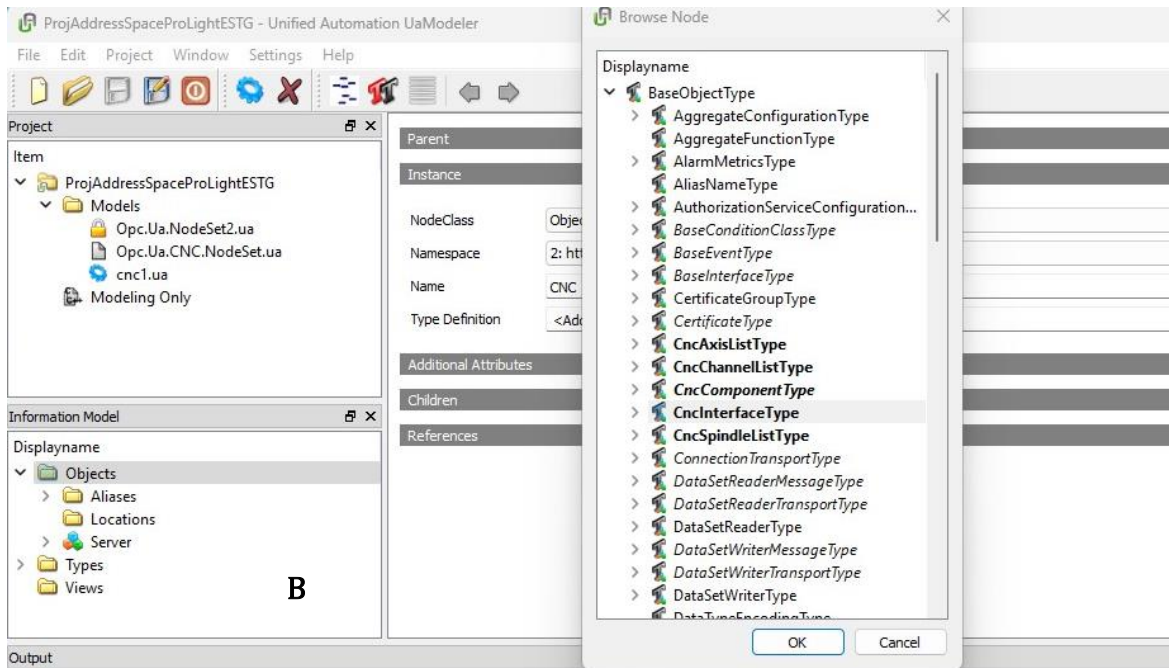 ProjAddressSpaceProLightESTG - Unified Automation UaModeler
File Edit Project Window Settings Help
Project
Item
ProjAddressSpaceProLightESTG
Models
Opc.Ua.NodeSet2.ua
Opc.Ua.CNC.NodeSet.ua
cnc1.ua
Modeling Only
Information Model
Displayname
Objects
Aliases
Locations
Server
Types
Views
B
Output
Parent
Instance
NodeClass
Namespace 2: htt
Name CNC
Type Definition
Additional Attributes
Children
References
Browse Node
Displayname
BaseObjectType
AggregateConfigurationType
AggregateFunctionType
AlarmMetricsType
AliasNameType
AuthorizationServiceConfiguration...
BaseConditionClassType
BaseEventType
BaseInterfaceType
CertificateGroupType
CertificateType
CncAxisListType
CncChannelListType
CncComponentType
CncInterfaceType
CncSpindleListType
ConnectionTransportType
DataSetReaderMessageType
DataSetReaderTransportType
DataSetReaderType
DataSetWriterMessageType
DataSetWriterTransportType
DataSetWriterType
DataTypeEncodingType
OK Cancel